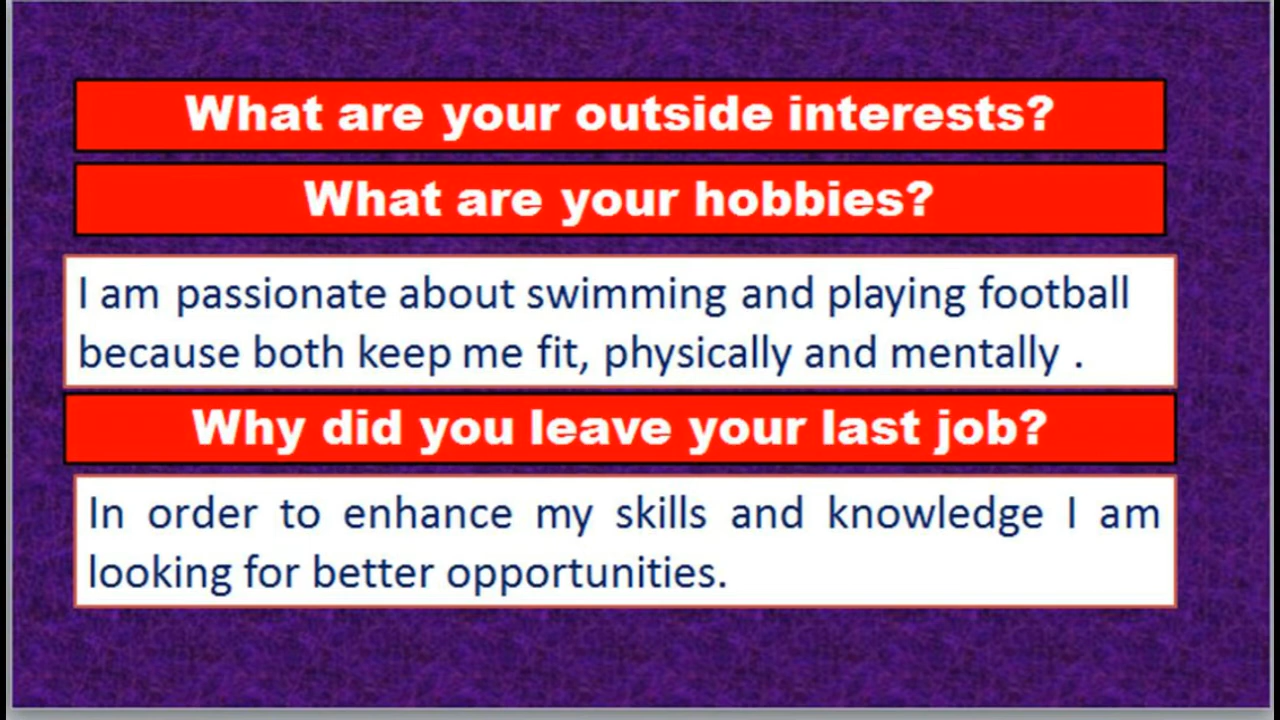 What are your outside interests?
What are your hobbies?
I am passionate about swimming and playing football
because both keep me fit, physically and mentally .
Why did you leave your last job?
In order to enhance my skills and knowledge I am
looking for better opportunities.